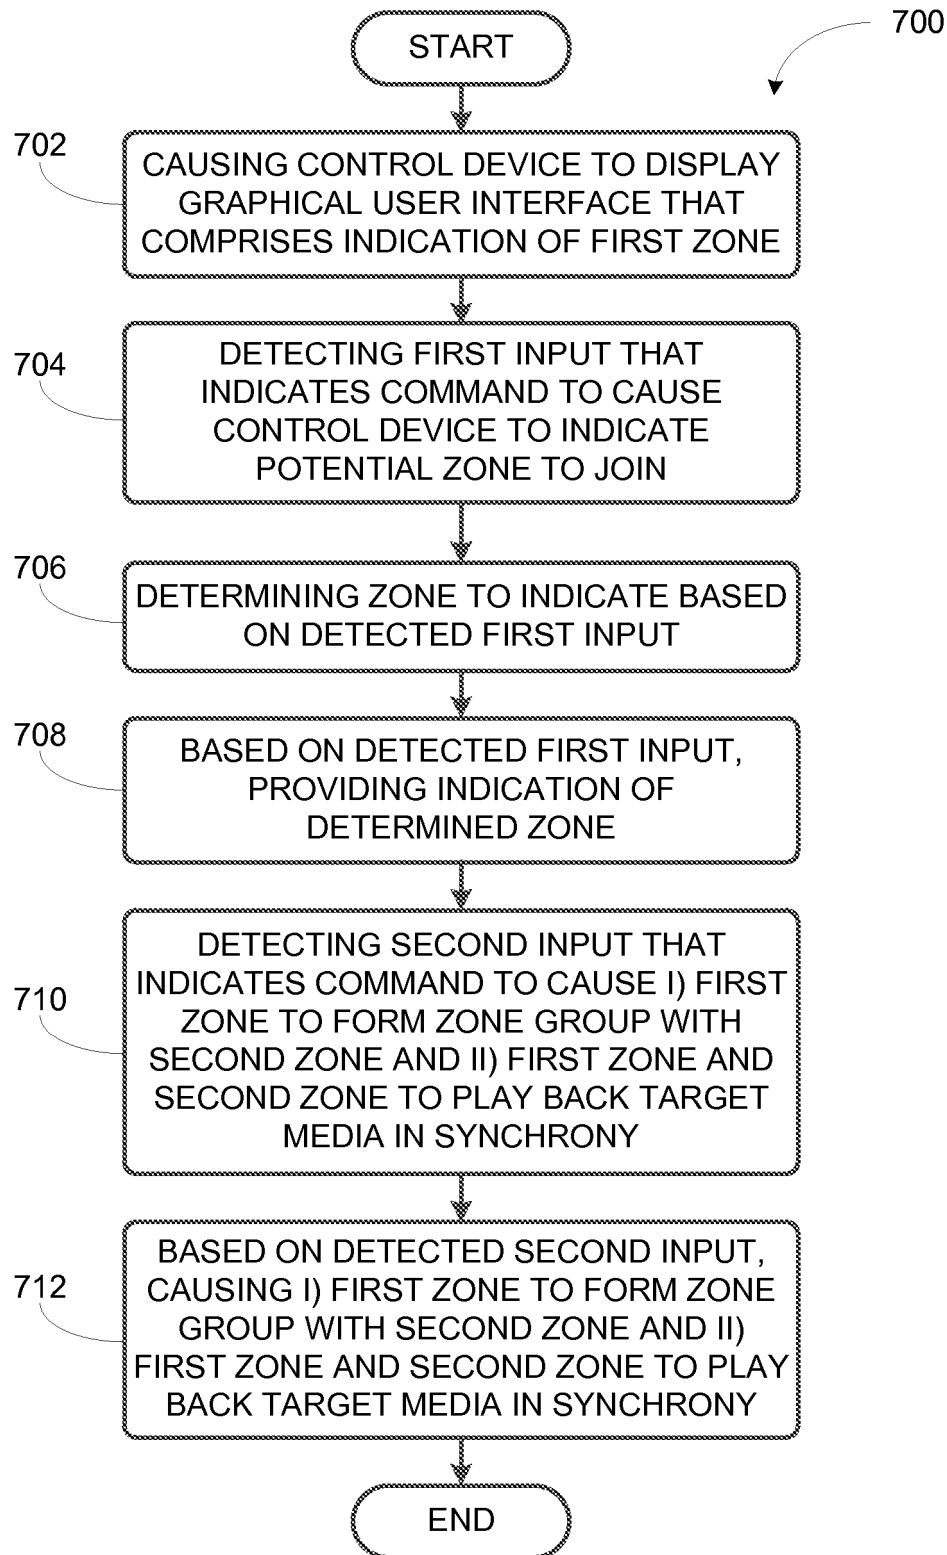 START
700
702
CAUSING CONTROL DEVICE TO DISPLAY
GRAPHICAL USER INTERFACE THAT
COMPRISES INDICATION OF FIRST ZONE
704
DETECTING FIRST INPUT THAT
INDICATES COMMAND TO CAUSE
CONTROL DEVICE TO INDICATE
POTENTIAL ZONE TO JOIN
706
DETERMINING ZONE TO INDICATE BASED
ON DETECTED FIRST INPUT
708
BASED ON DETECTED FIRST INPUT,
PROVIDING INDICATION OF
DETERMINED ZONE
710
DETECTING SECOND INPUT THAT
INDICATES COMMAND TO CAUSE I) FIRST
ZONE TO FORM ZONE GROUP WITH
SECOND ZONE AND II) FIRST ZONE AND
SECOND ZONE TO PLAY BACK TARGET
MEDIA IN SYNCHRONY
712
BASED ON DETECTED SECOND INPUT,
CAUSING I) FIRST ZONE TO FORM ZONE
GROUP WITH SECOND ZONE AND II)
FIRST ZONE AND SECOND ZONE TO PLAY
BACK TARGET MEDIA IN SYNCHRONY
END